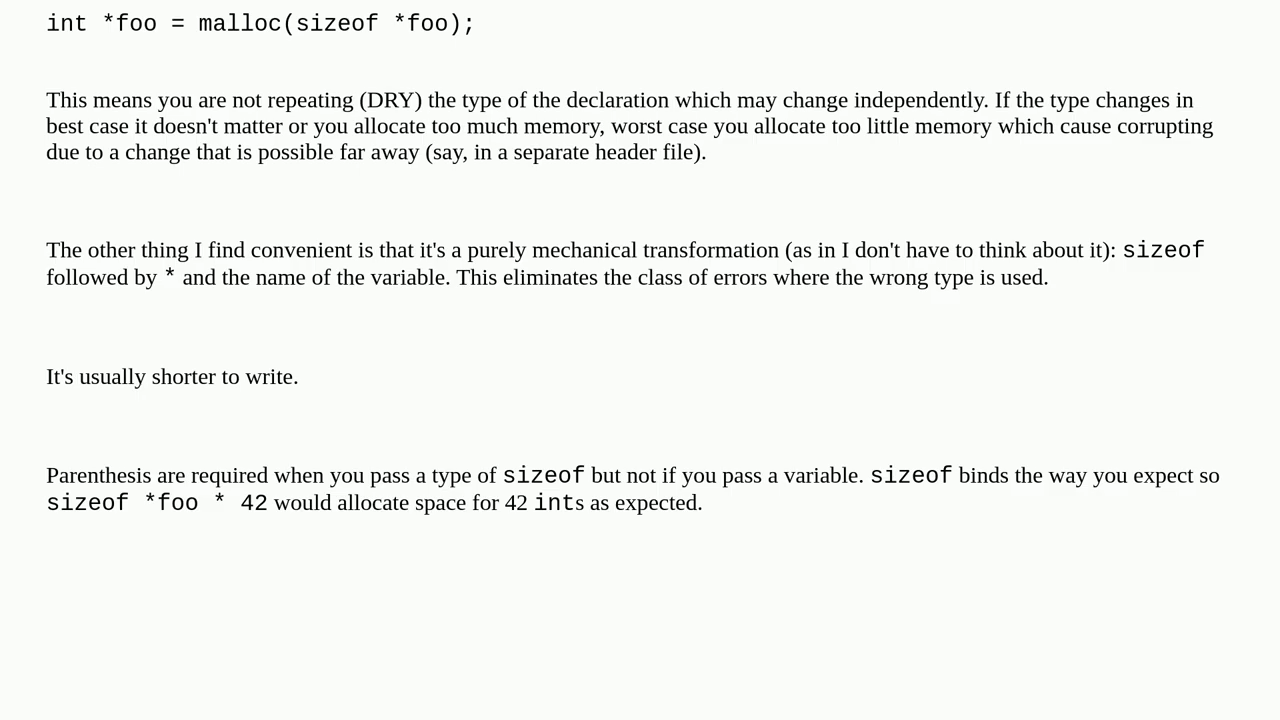 int *foo = malloc(sizeof *foo);
This means you are not repeating (DRY) the type of the declaration which may change independently. If the type changes in
best case it doesn't matter or you allocate too much memory, worst case you allocate too little memory which cause corrupting
due to a change that is possible far away (say, in a separate header file).
The other thing I find convenient is that it's a purely mechanical transformation (as in I don't have to think about it): sizeof
followed by * and the name of the variable. This eliminates the class of errors where the wrong type is used.
It's usually shorter to write.
Parenthesis are required when you pass a type of sizeof but not if you pass a variable. sizeof binds the way you expect so
sizeof *foo * 42 would allocate space for 42 ints as expected.